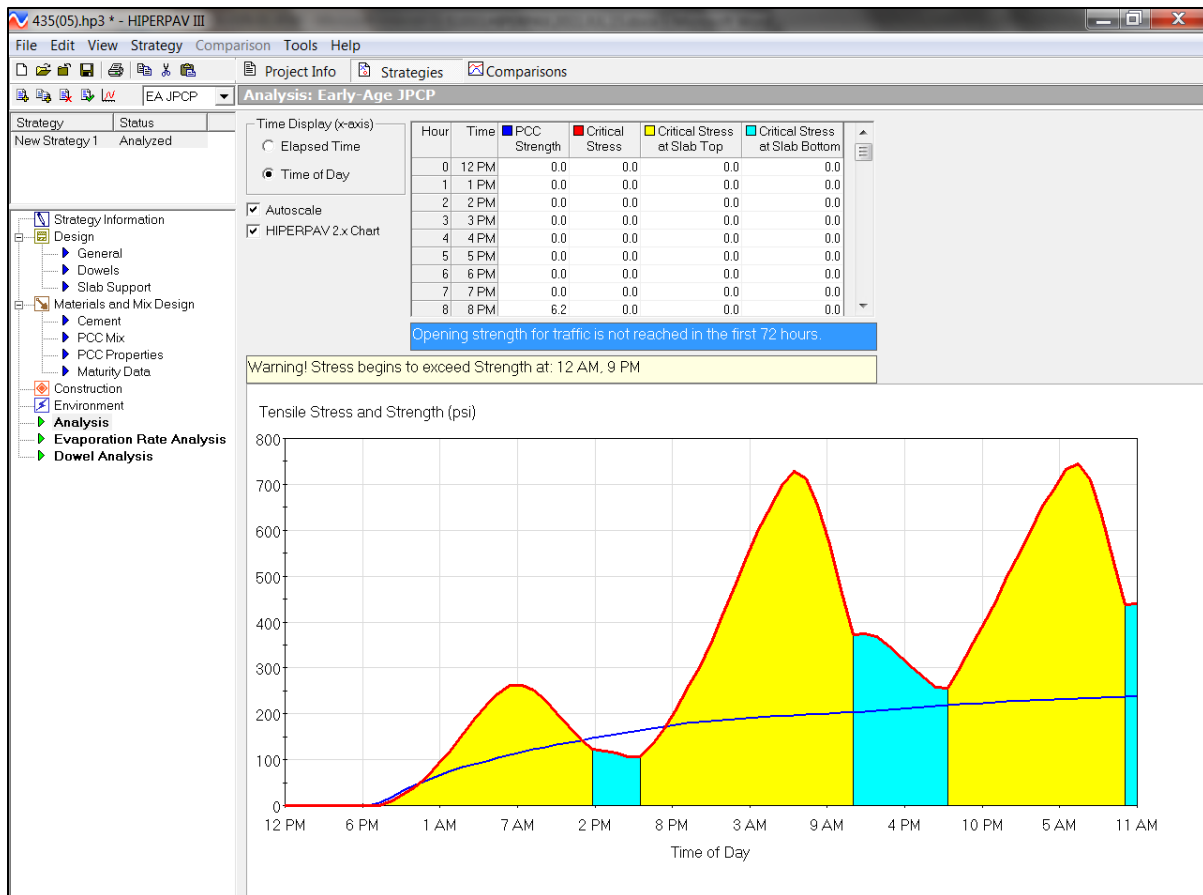 435(05).hp3 * - HIPERPAV III
File Edit View Strategy Comparison Tools Help
Project Info Strategies Comparisons
EA JPCP Analysis: Early-Age JPCP
Strategy Status
New Strategy 1 Analyzed
Strategy Information
Design
General
Dowels
Slab Support
Materials and Mix Design
Cement
PCC Mix
PCC Properties
Maturity Data
Construction
Environment
Analysis
Evaporation Rate Analysis
Dowel Analysis
Time Display (x-axis)
Elapsed Time
Time of Day
Autoscale
HIPERPAV 2.x Chart
Hour Time PCC Strength Critical Stress Critical Stress at Slab Top Critical Stress at Slab Bottom
0 12 PM 0.0 0.0 0.0 0.0
1 1 PM 0.0 0.0 0.0 0.0
2 2 PM 0.0 0.0 0.0 0.0
3 3 PM 0.0 0.0 0.0 0.0
4 4 PM 0.0 0.0 0.0 0.0
5 5 PM 0.0 0.0 0.0 0.0
6 6 PM 0.0 0.0 0.0 0.0
7 7 PM 0.0 0.0 0.0 0.0
8 8 PM 6.2 0.0 0.0 0.0
Opening strength for traffic is not reached in the first 72 hours.
Warning! Stress begins to exceed Strength at: 12 AM, 9 PM
Tensile Stress and Strength (psi)
800
700
600
500
400
300
200
100
0
12 PM 6 PM 1 AM 7 AM 2 PM 8 PM 3 AM 9 AM 4 PM 10 PM 5 AM 11 AM
Time of Day